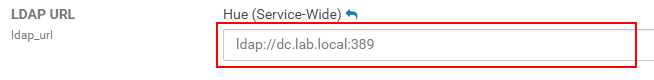 LDAP URL Hue (Service-Wide)
ldap_url
ldap://dc.lab.local:389